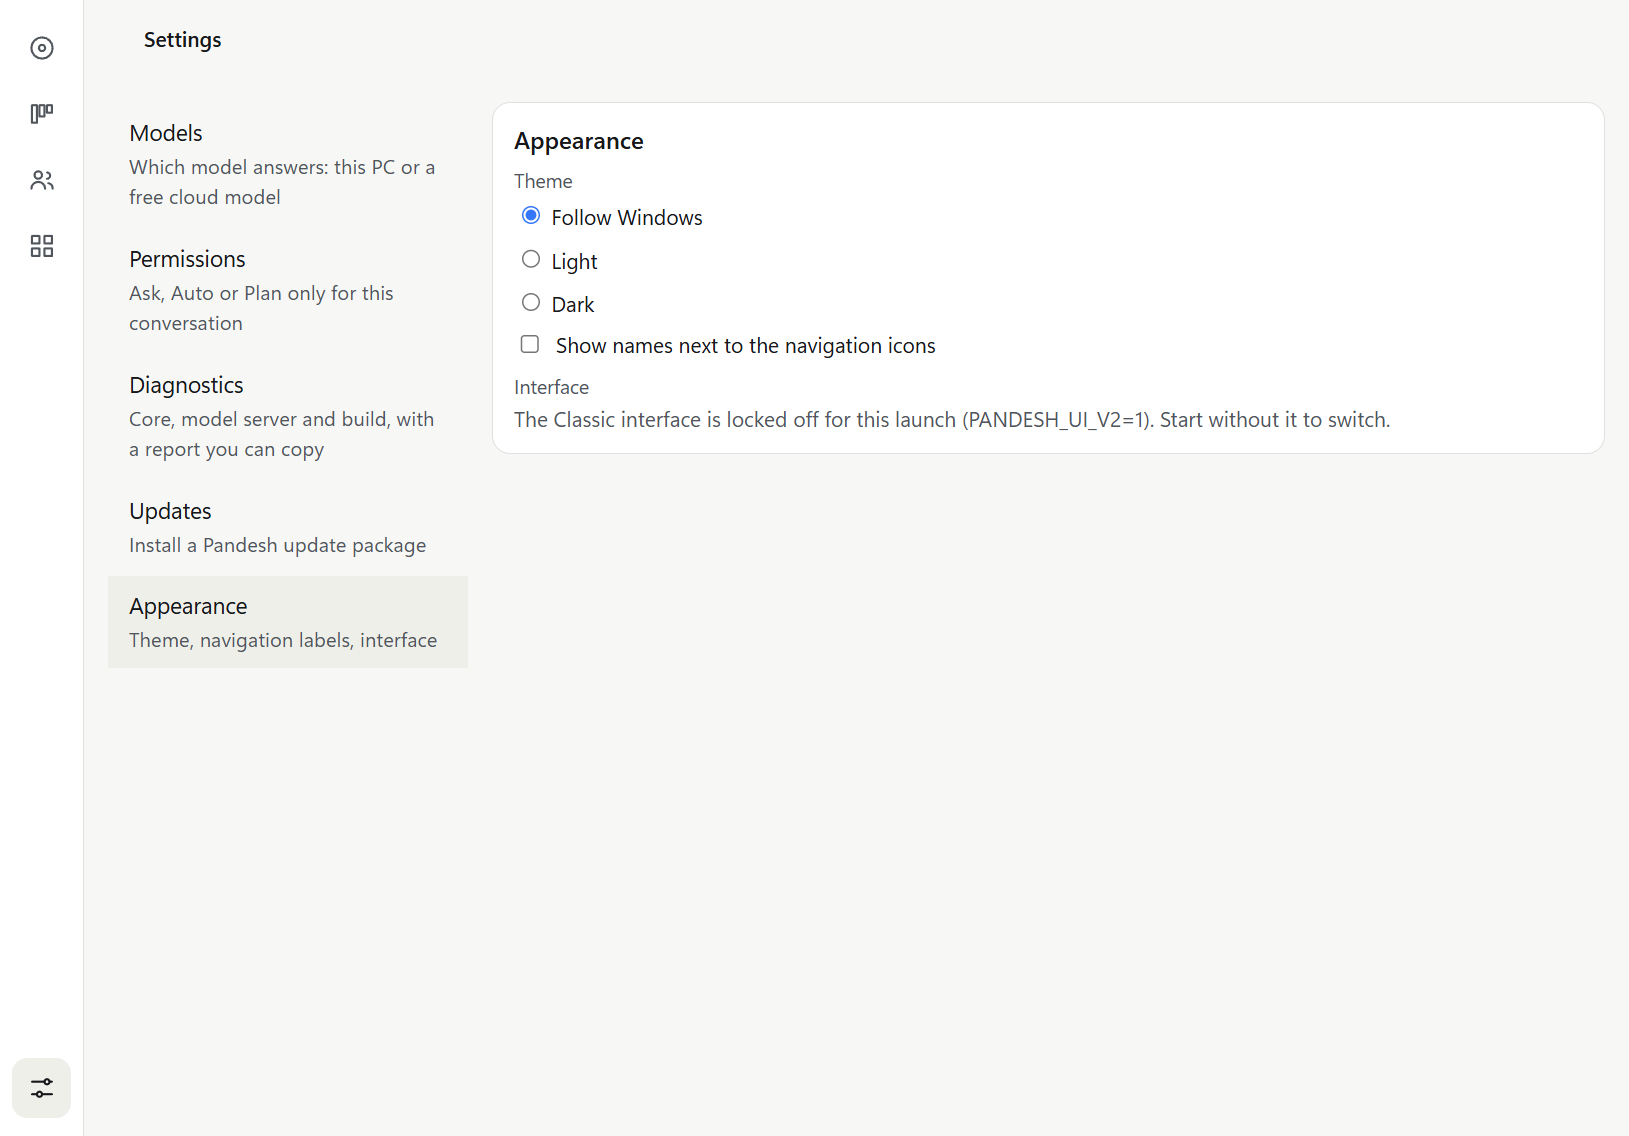 Settings
Models
Which model answers: this PC or a
free cloud model
Permissions
Ask, Auto or Plan only for this
conversation
Diagnostics
Core, model server and build, with
a report you can copy
Updates
Install a Pandesh update package
Appearance
Theme, navigation labels, interface
Appearance
Theme
Follow Windows
Light
Dark
Show names next to the navigation icons
Interface
The Classic interface is locked off for this launch (PANDESH_UI_V2=1). Start without it to switch.